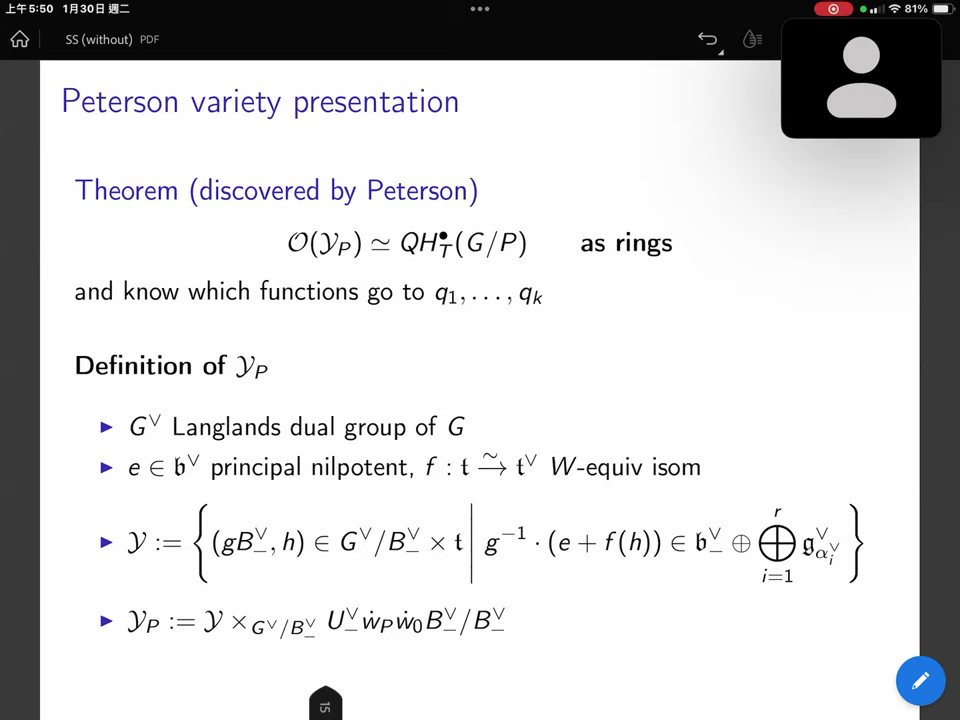 上午5:50 1月30日 週二
81%
SS (without) PDF
Peterson variety presentation
Theorem (discovered by Peterson)
𝒪(𝒴_P) ≃ QH^•_T(G/P) as rings
and know which functions go to q₁, . . . , q_k
Definition of 𝒴_P
▶ G^∨ Langlands dual group of G
▶ e ∈ 𝔟^∨ principal nilpotent, f : 𝔱 →^∼ 𝔱^∨ W-equiv isom
▶ 𝒴 := { (gB^∨_−, h) ∈ G^∨/B^∨_− × 𝔱 | g^{−1} · (e + f(h)) ∈ 𝔟^∨_− ⊕ ⨁_{i=1}^{r} 𝔤^∨_{α_i^∨} }
▶ 𝒴_P := 𝒴 ×_{G^∨/B^∨_−} U^∨_− ẇ_P ẇ_0 B^∨_−/B^∨_−
15